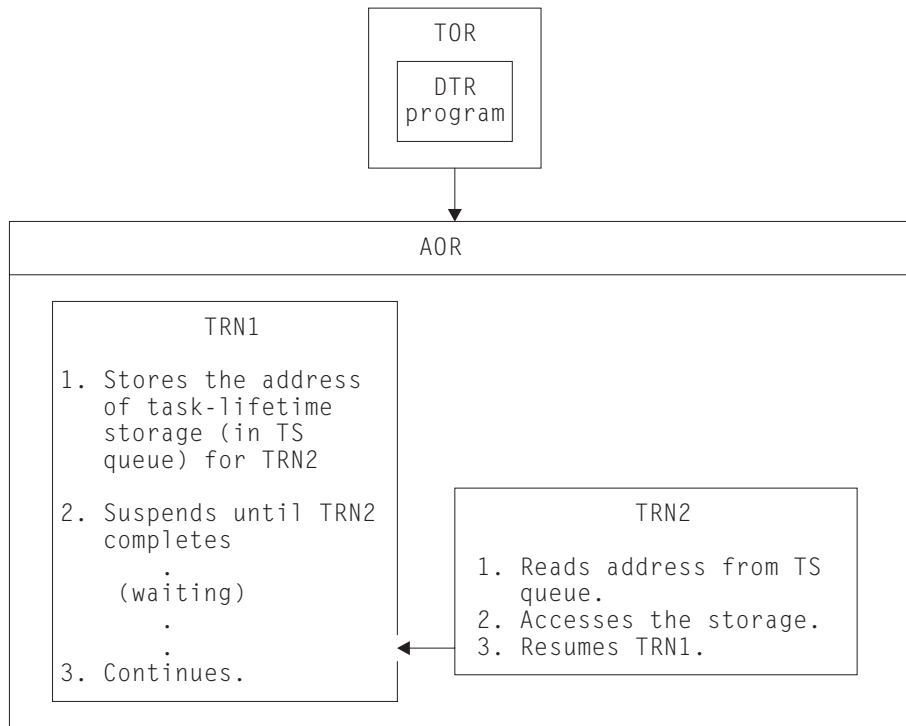 TOR
DTR
program
AOR
TRN1
1. Stores the address
of task-lifetime
storage (in TS
queue) for TRN2
2. Suspends until TRN2
completes
.
(waiting)
.
.
3. Continues.
TRN2
1. Reads address from TS
queue.
2. Accesses the storage.
3. Resumes TRN1.